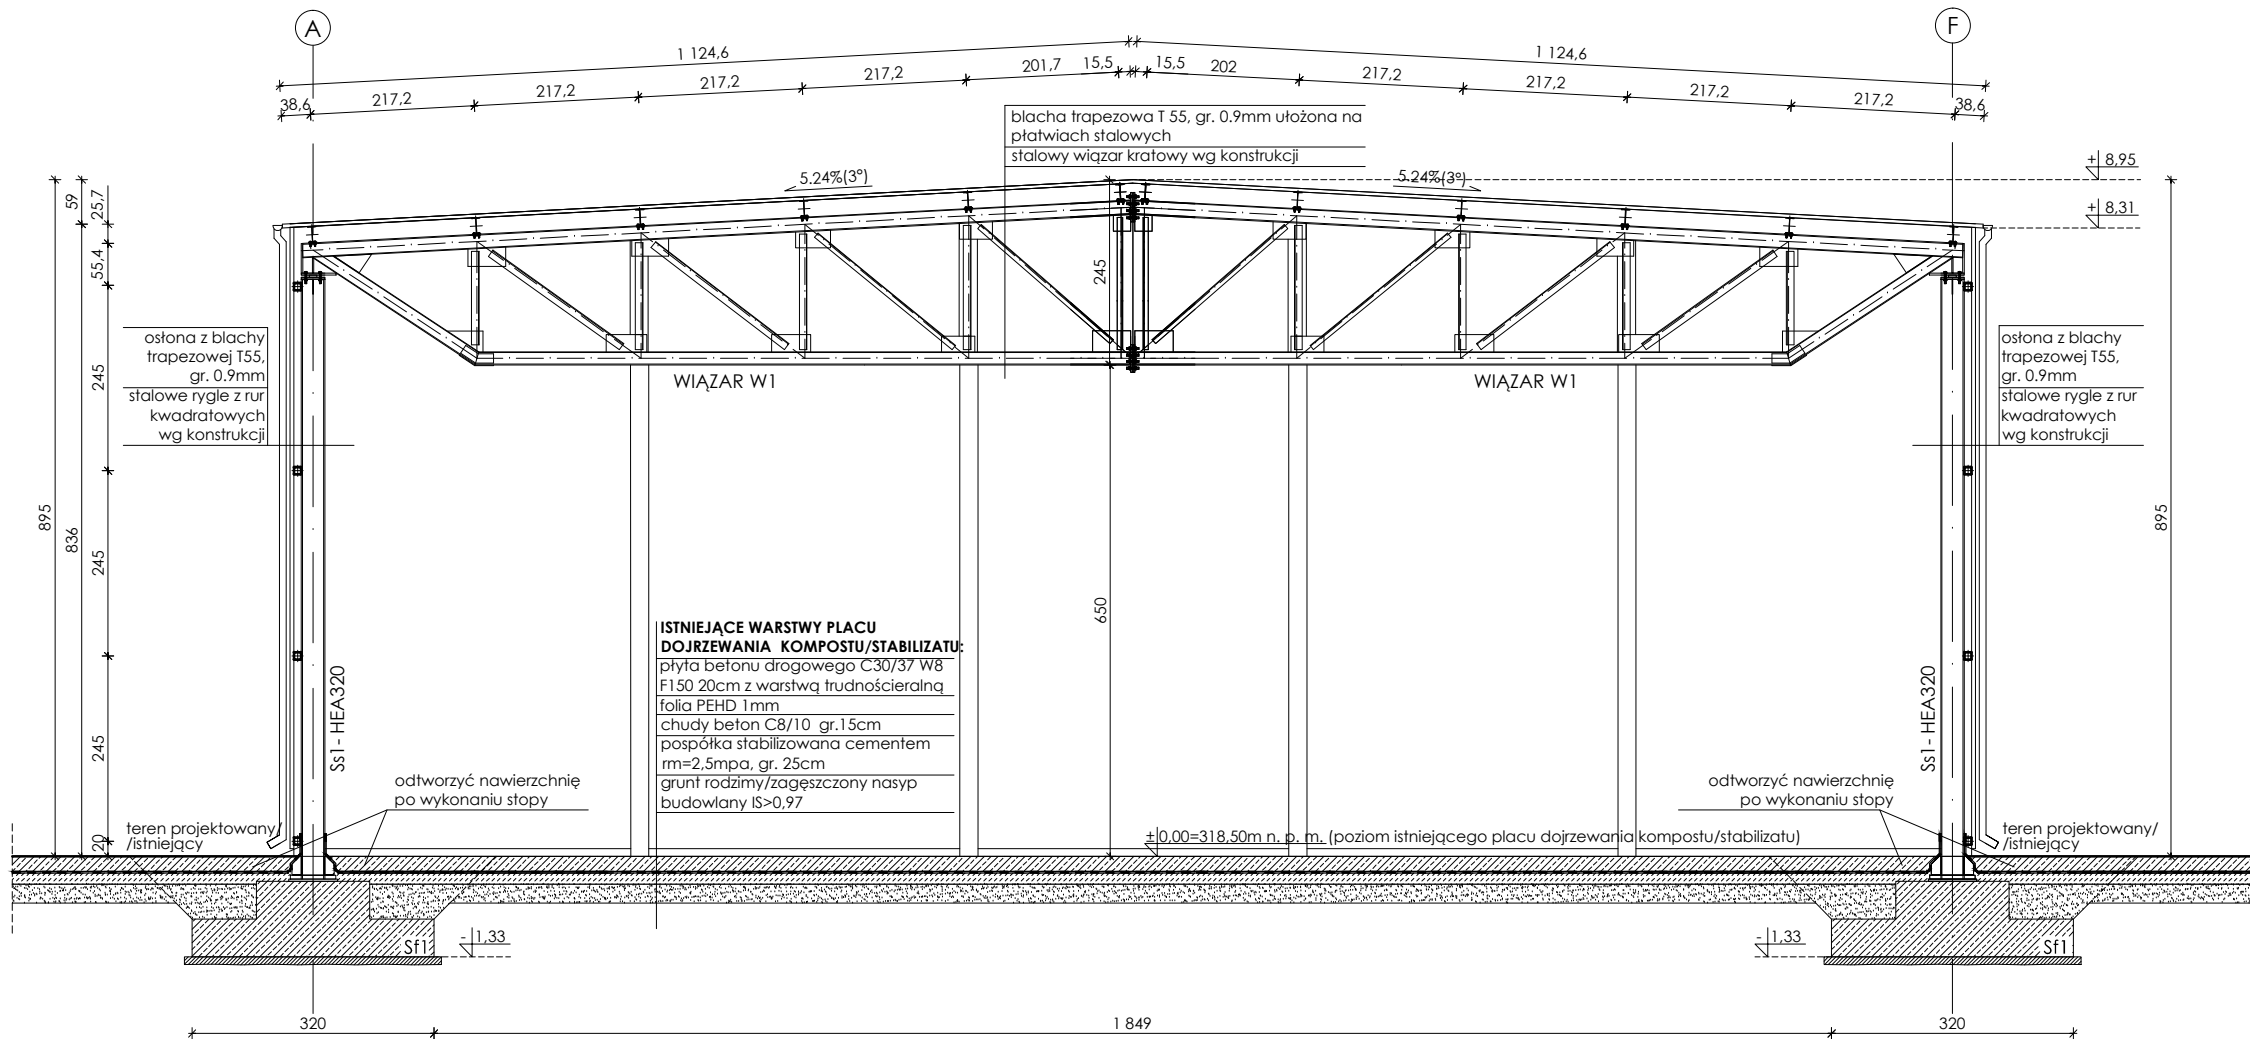 A
F
1 124,6
1 124,6
38,6
217,2
217,2
217,2
217,2
201,7
15,5
15,5
202
217,2
217,2
217,2
217,2
38,6
blacha trapezowa T 55, gr. 0.9mm ułożona na
płatwiach stalowych
stalowy wiązar kratowy wg konstrukcji
5.24%(3°)
5.24%(3°)
+ 8,95
+ 8,31
59
25,7
55,4
245
245
245
20
895
836
245
650
895
osłona z blachy
trapezowej T55,
gr. 0.9mm
stalowe rygle z rur
kwadratowych
wg konstrukcji
WIĄZAR W1
WIĄZAR W1
osłona z blachy
trapezowej T55,
gr. 0.9mm
stalowe rygle z rur
kwadratowych
wg konstrukcji
ISTNIEJĄCE WARSTWY PLACU
DOJRZEWANIA KOMPOSTU/STABILIZATU:
płyta betonu drogowego C30/37 W8
F150 20cm z warstwą trudnościeralną
folia PEHD 1mm
chudy beton C8/10 gr.15cm
pospółka stabilizowana cementem
rm=2,5mpa, gr. 25cm
grunt rodzimy/zagęszczony nasyp
budowlany IS>0,97
Ss1 - HEA320
Ss1 - HEA320
odtworzyć nawierzchnię
po wykonaniu stopy
odtworzyć nawierzchnię
po wykonaniu stopy
teren projektowany/
/istniejący
±0,00=318,50m n. p. m. (poziom istniejącego placu dojrzewania kompostu/stabilizatu)
teren projektowany/
/istniejący
Sf1
- 1,33
- 1,33
Sf1
320
1 849
320